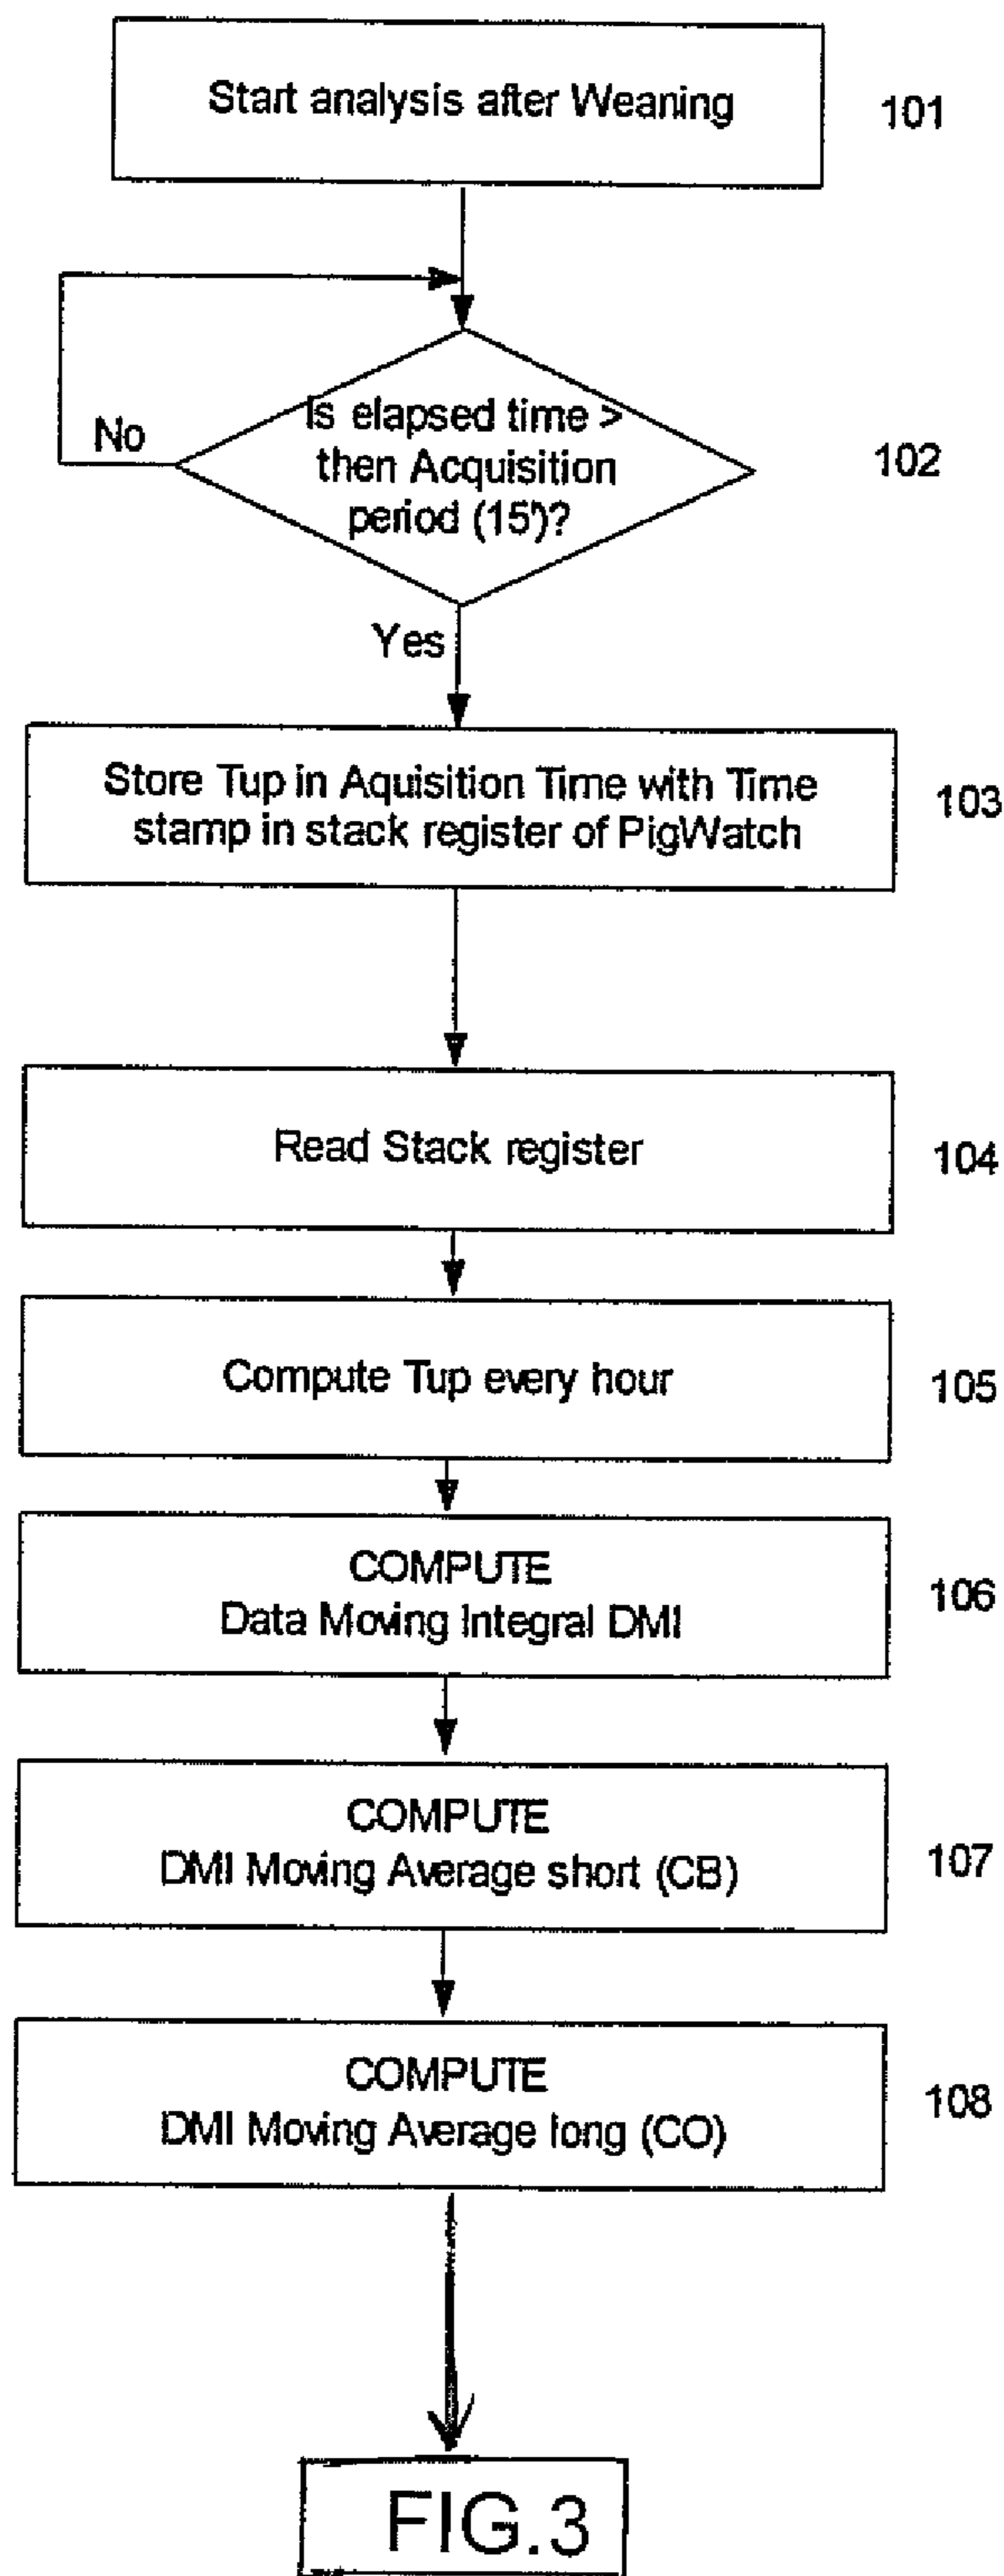 Start analysis after Weaning
101
Is elapsed time >
then Acquisition
period (15')?
102
No
Yes
Store Tup in Aquisition Time with Time
stamp in stack register of PigWatch
103
Read Stack register
104
Compute Tup every hour
105
COMPUTE
Data Moving Integral DMI
106
COMPUTE
DMI Moving Average short (CB)
107
COMPUTE
DMI Moving Average long (CO)
108
FIG.3